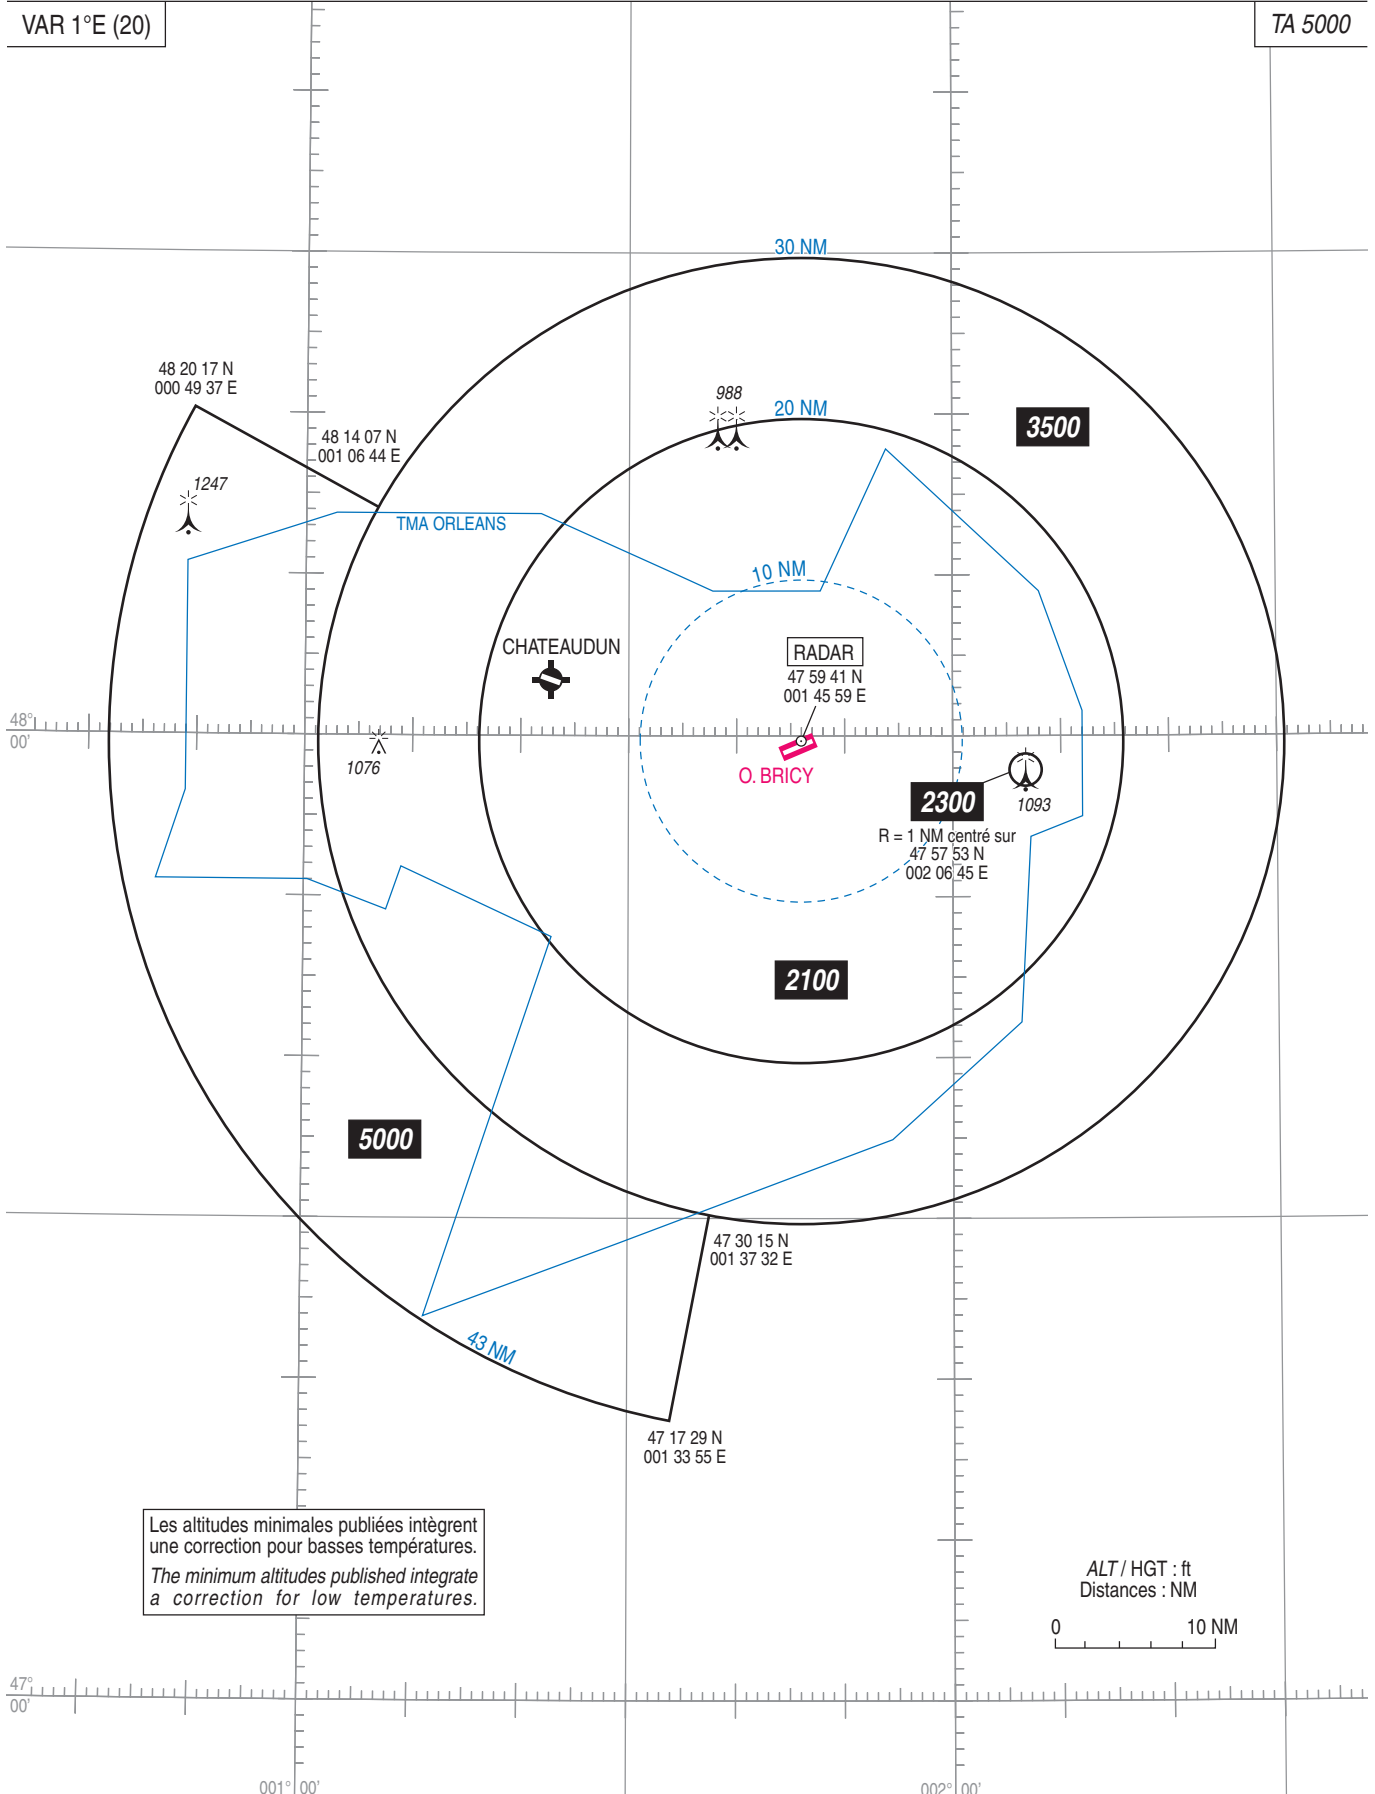 VAR 1°E (20)
TA 5000
30 NM
48 20 17 N
000 49 37 E
988
20 NM
3500
48 14 07 N
001 06 44 E
1247
TMA ORLEANS
10 NM
CHATEAUDUN
RADAR
47 59 41 N
001 45 59 E
48°
00'
1076
O. BRICY
2300
1093
R = 1 NM centré sur
47 57 53 N
002 06 45 E
2100
5000
47 30 15 N
001 37 32 E
43 NM
47 17 29 N
001 33 55 E
Les altitudes minimales publiées intègrent
une correction pour basses températures.
The minimum altitudes published integrate
a correction for low temperatures.
ALT / HGT : ft
Distances : NM
0 10 NM
47°
00'
001° 00'
002° 00'